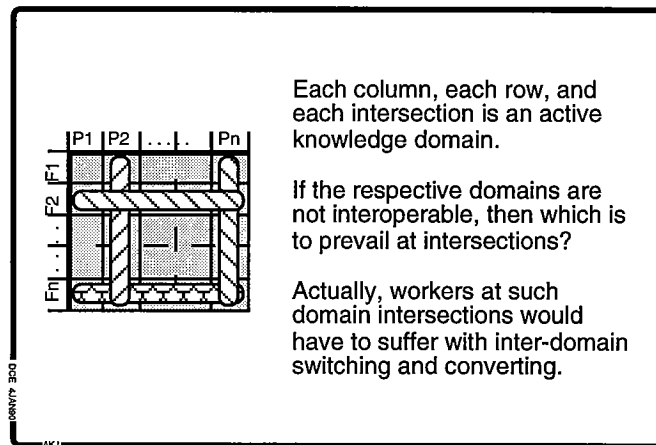 Each column, each row, and
each intersection is an active
knowledge domain.
If the respective domains are
not interoperable, then which is
to prevail at intersections?
Actually, workers at such
domain intersections would
have to suffer with inter-domain
switching and converting.
P1 P2 ..... Pn
F1
F2
. . . .
Fn
DCE 4JAN90